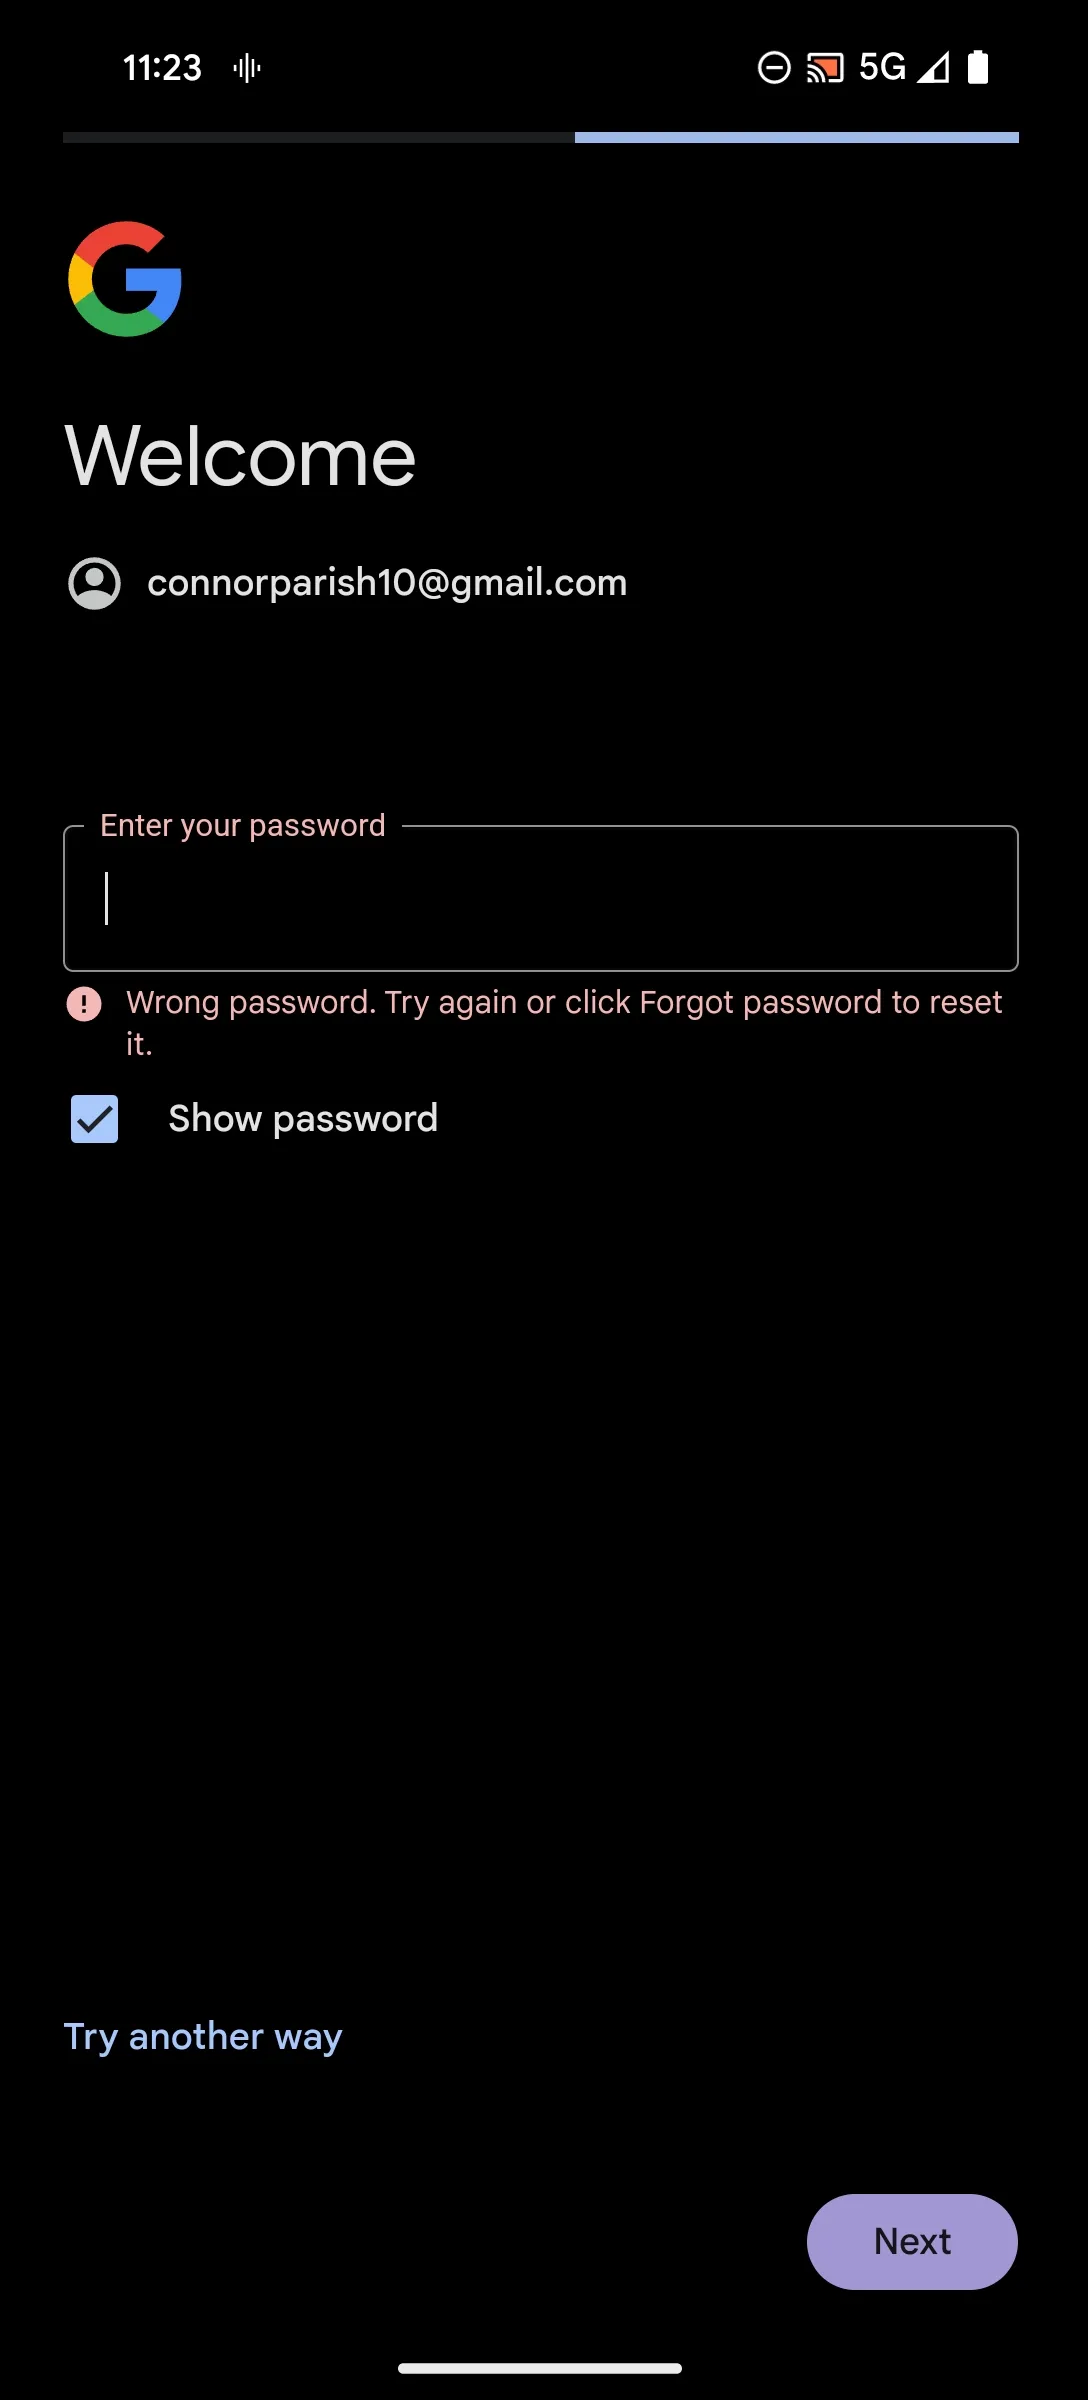 11:23
5G
Welcome
connorparish10@gmail.com
Enter your password
Wrong password. Try again or click Forgot password to reset
it.
Show password
Try another way
Next